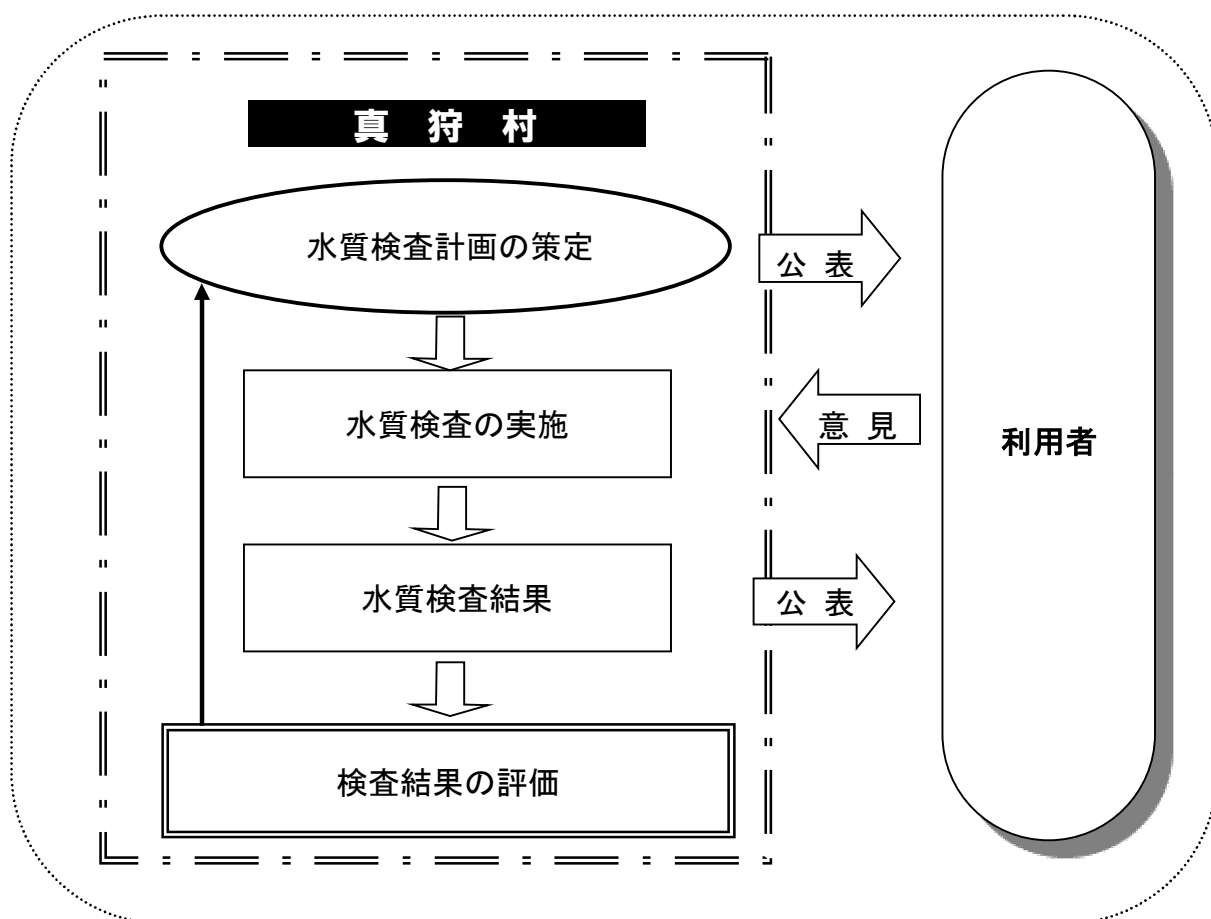 真 狩 村
水質検査計画の策定
公 表
水質検査の実施
意 見
利用者
水質検査結果
公 表
検査結果の評価